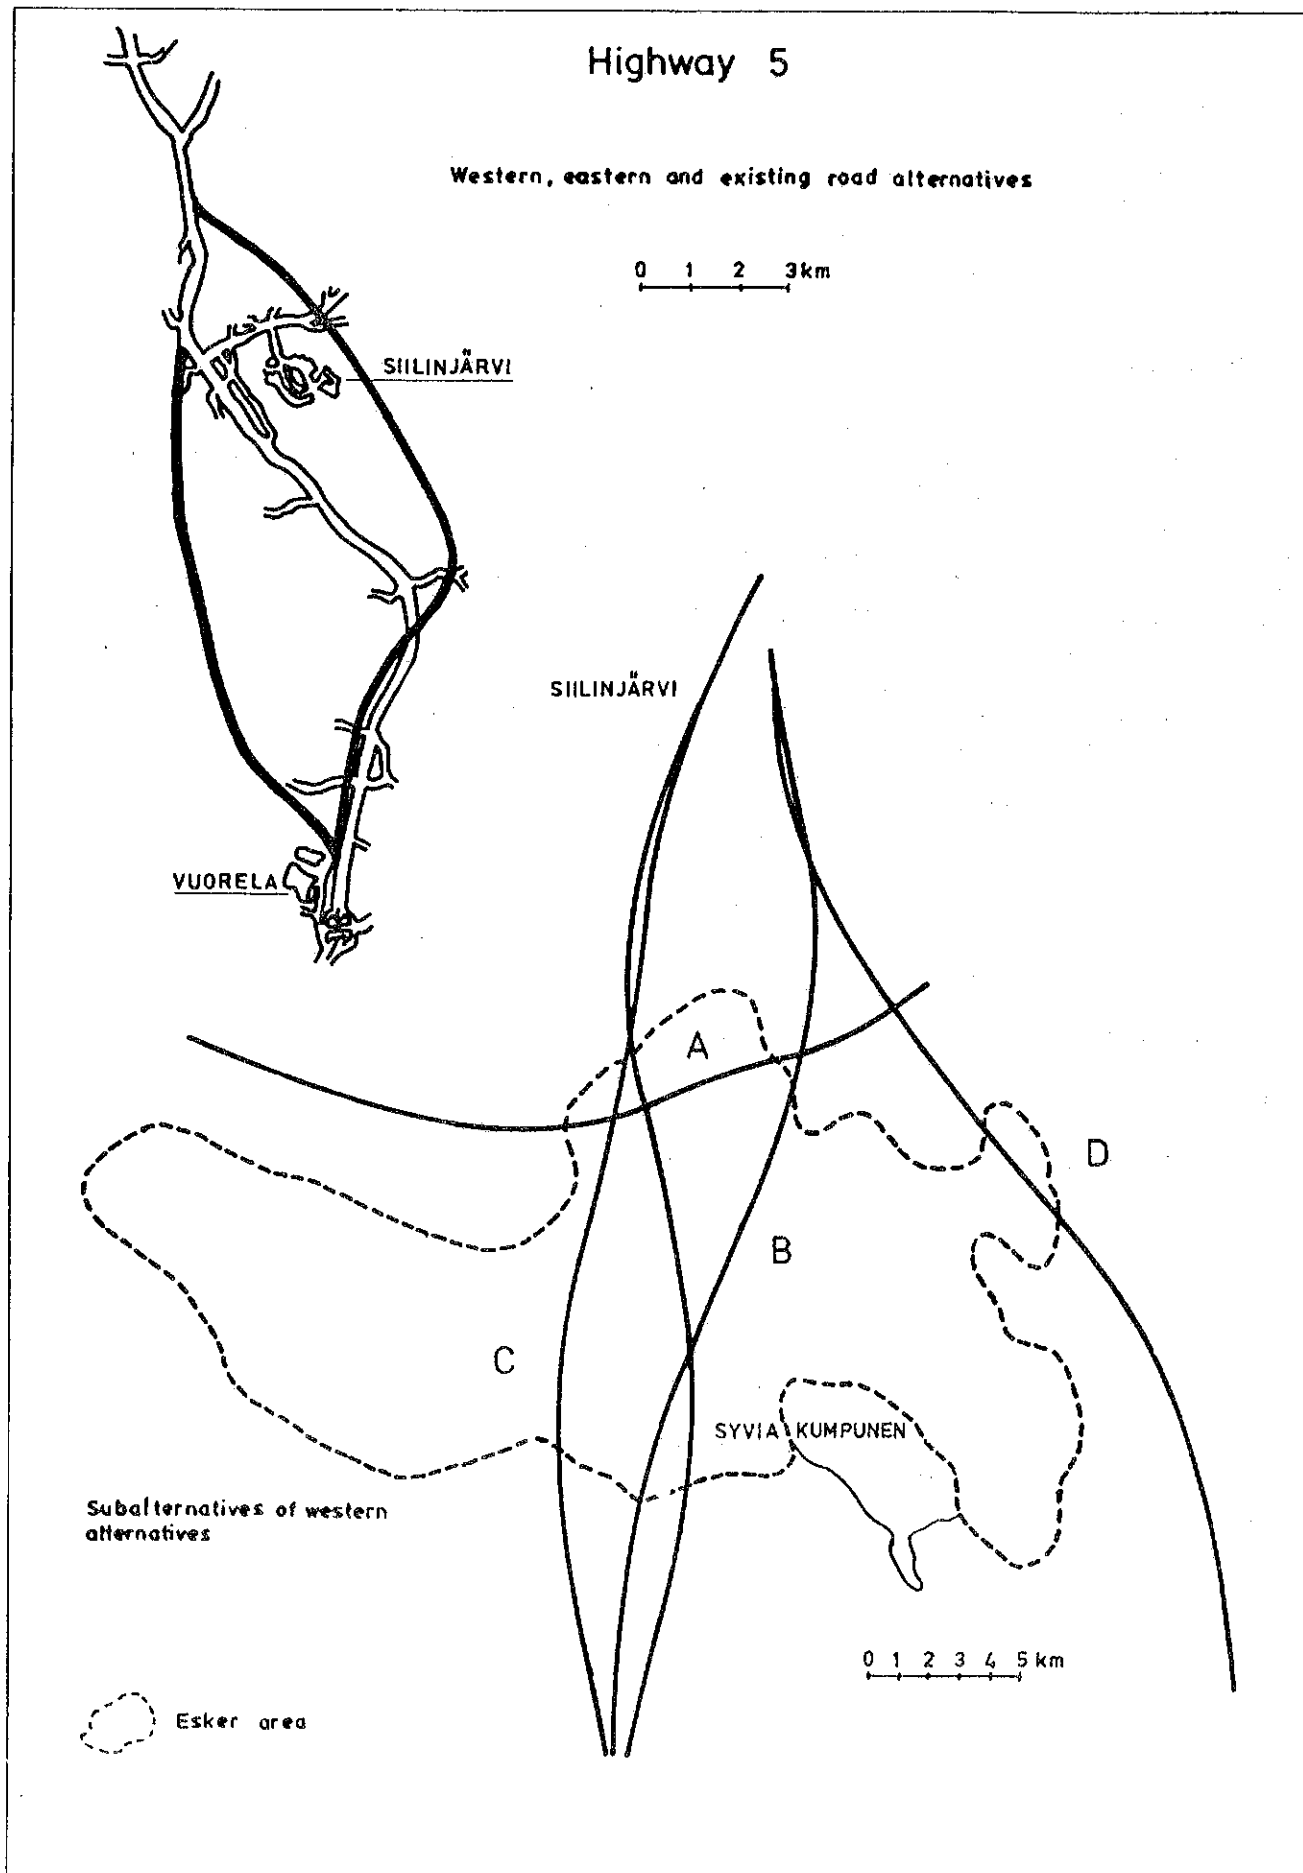 Highway 5
Western, eastern and existing road alternatives
0 1 2 3km
SIILINJÄRVI
VUORELA
SIILINJÄRVI
A
D
B
C
SYVIA KUMPUNEN
Subalternatives of western
alternatives
0 1 2 3 4 5 km
Esker area